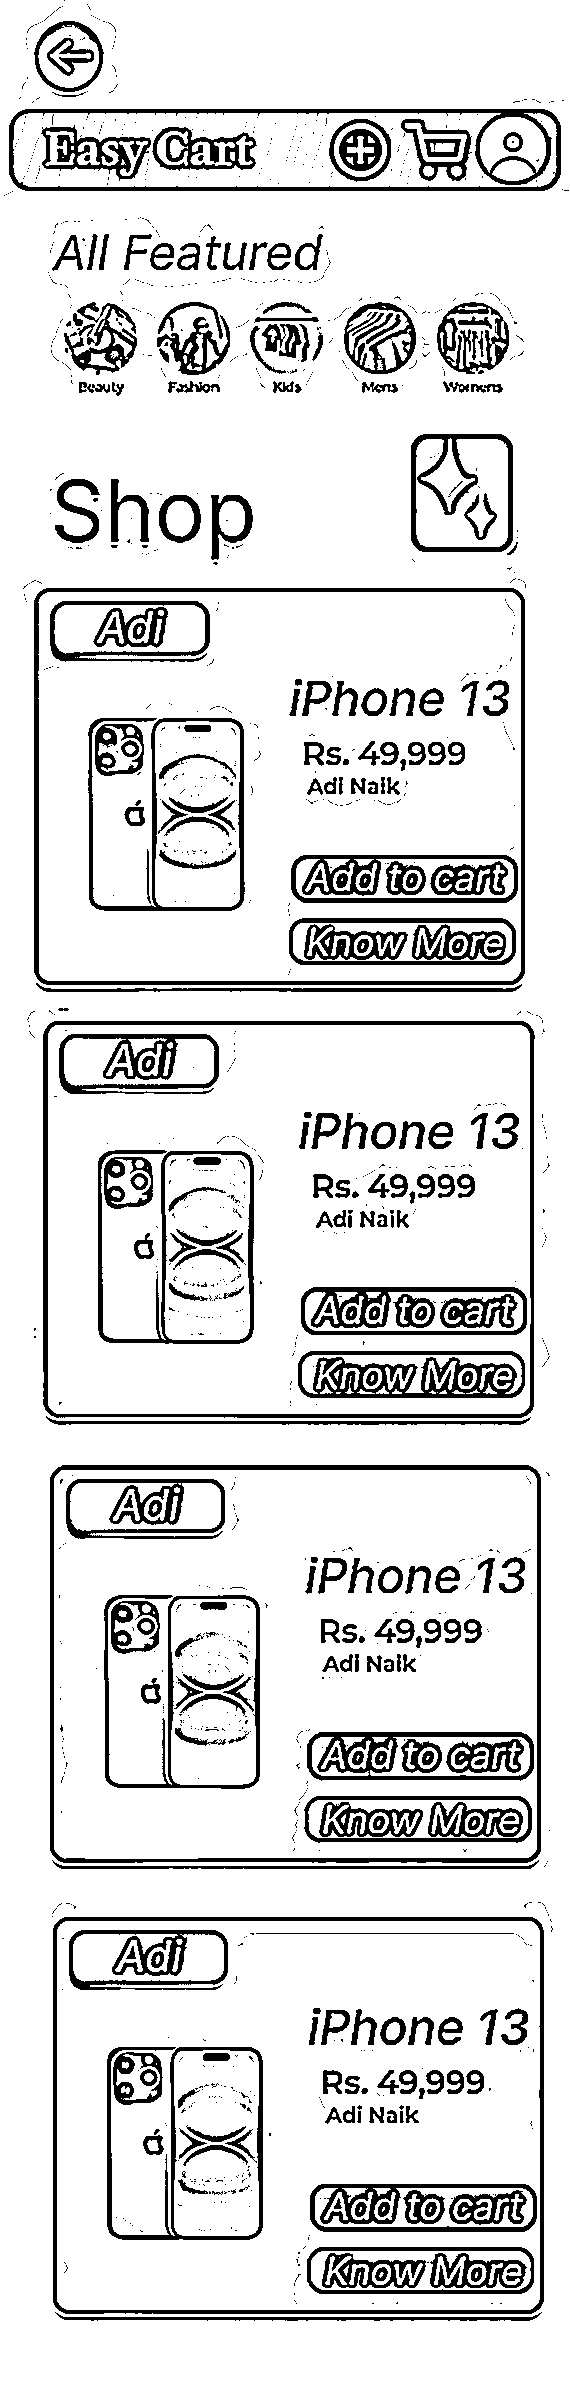 Easy Cart
All Featured
Beauty Fashion Kids Mens Womens
Shop
Adi
iPhone 13
Rs. 49,999
Adi Naik
Add to cart
Know More
Adi
iPhone 13
Rs. 49,999
Adi Naik
Add to cart
Know More
Adi
iPhone 13
Rs. 49,999
Adi Naik
Add to cart
Know More
Adi
iPhone 13
Rs. 49,999
Adi Naik
Add to cart
Know More